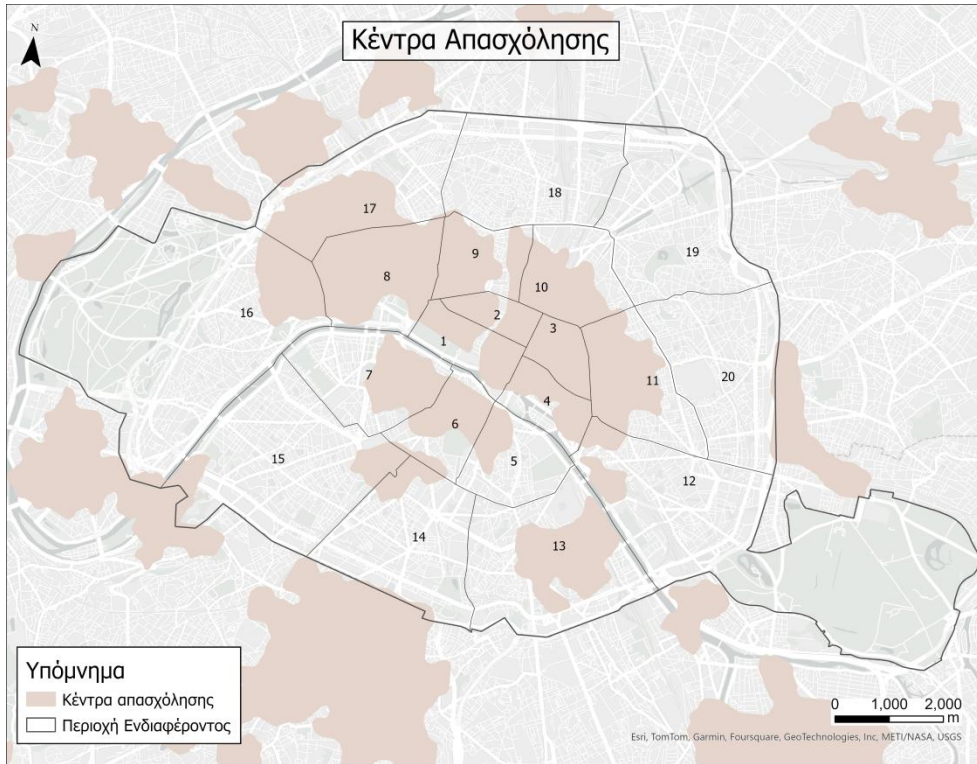 N
Κέντρα Απασχόλησης
18
17
9
19
8
10
16
2
3
1
7
20
11
4
6
15
5
12
14
13
Υπόμνημα
Κέντρα απασχόλησης
Περιοχή Ενδιαφέροντος
0 1,000 2,000
m
Esri, TomTom, Garmin, Foursquare, GeoTechnologies, Inc, METI/NASA, USGS